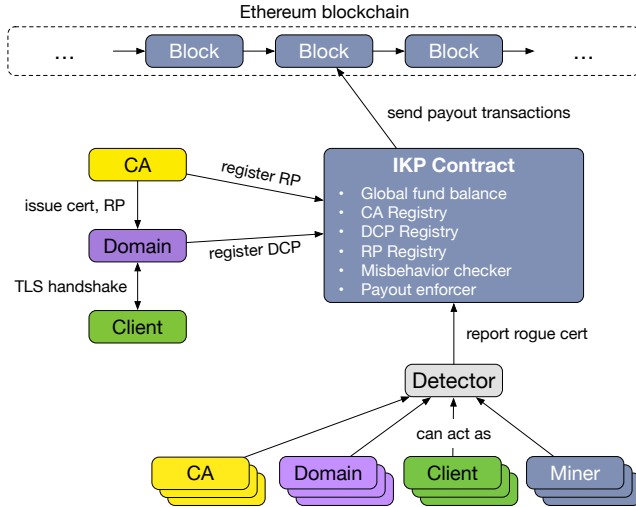 Ethereum blockchain
... Block Block Block ...
send payout transactions
CA
register RP
IKP Contract
• Global fund balance
• CA Registry
• DCP Registry
• RP Registry
• Misbehavior checker
• Payout enforcer
issue cert, RP
Domain
register DCP
TLS handshake
Client
report rogue cert
Detector
can act as
CA Domain Client Miner